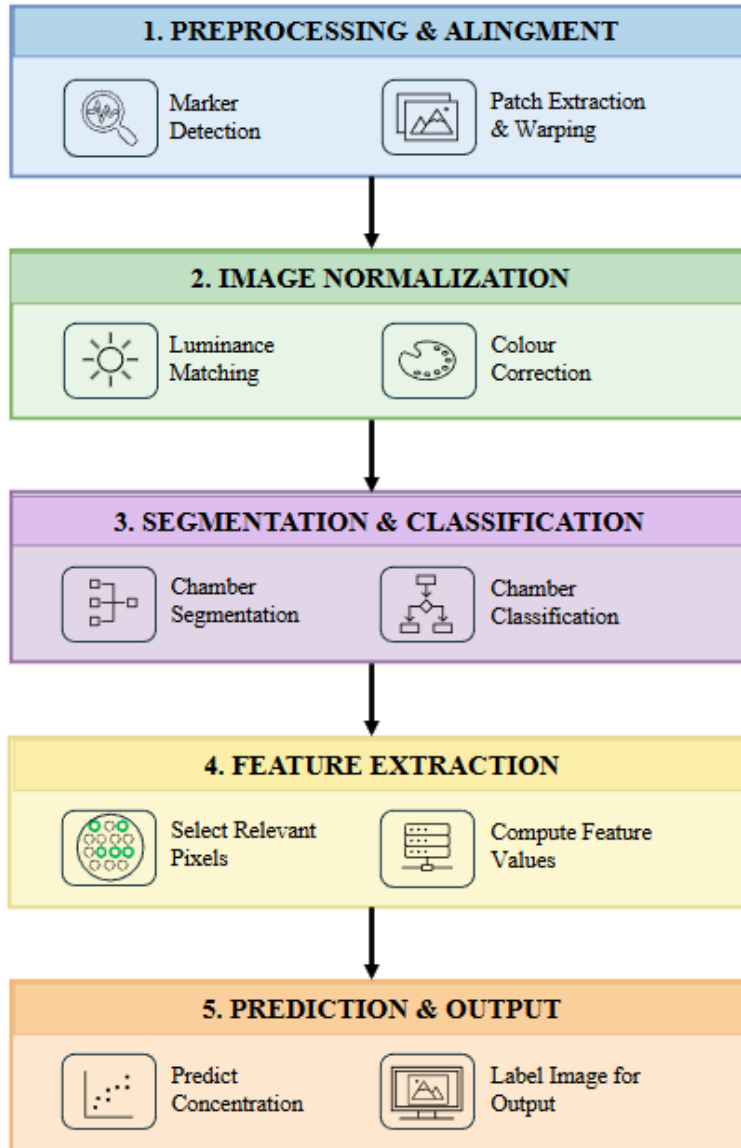 1. PREPROCESSING & ALINGMENT
Marker
Detection
Patch Extraction
& Warping
2. IMAGE NORMALIZATION
Luminance
Matching
Colour
Correction
3. SEGMENTATION & CLASSIFICATION
Chamber
Segmentation
Chamber
Classification
4. FEATURE EXTRACTION
Select Relevant
Pixels
Compute Feature
Values
5. PREDICTION & OUTPUT
Predict
Concentration
Label Image for
Output